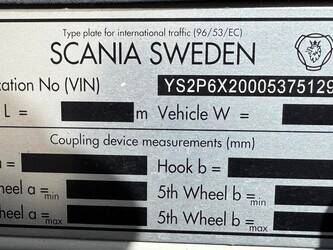 Type plate for international traffic (96/53/EC)
SCANIA SWEDEN
cation No (VIN) YS2P6X20005375129
L = m Vehicle W =
Coupling device measurements (mm)
= Hook b =
heel a = min 5th Wheel b = min
heel a = max 5th Wheel b = max